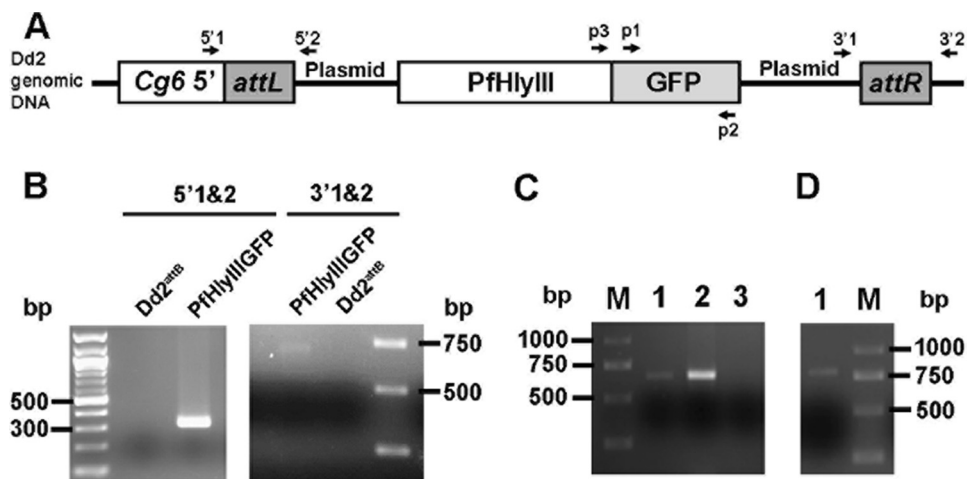 A
Dd2
genomic
DNA
5'1
5'2
p3
p1
3'1
3'2
Cg6 5'
attL
Plasmid
PfHlyIII
GFP
Plasmid
attR
p2
B
5'1&2
3'1&2
Dd2attB
PfHlyIIIGFP
PfHlyIIIGFP
Dd2attB
bp
500
300
750
500
bp
C
bp
M 1 2 3
1000
750
500
D
1 M
bp
1000
750
500